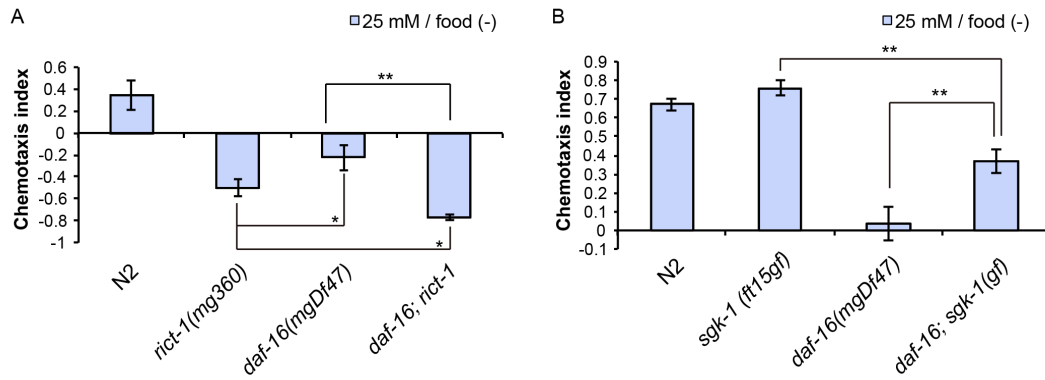 A
25 mM / food (-)
Chemotaxis index
0.6
0.4
0.2
0
-0.2
-0.4
-0.6
-0.8
-1
**
*
*
N2
rict-1(mg360)
daf-16(mgDf47)
daf-16; rict-1
B
25 mM / food (-)
Chemotaxis index
0.9
0.8
0.7
0.6
0.5
0.4
0.3
0.2
0.1
0
-0.1
**
**
N2
sgk-1 (ft15gf)
daf-16(mgDf47)
daf-16; sgk-1(gf)